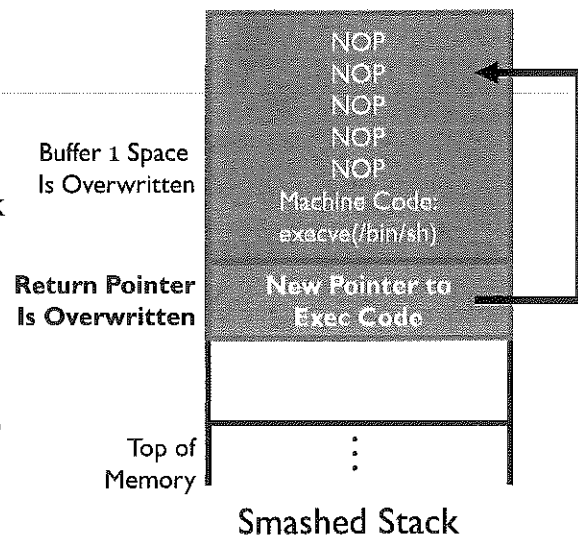 NOP
NOP
NOP
NOP
NOP
Machine Code:
execve(/bin/sh)
Buffer 1 Space
Is Overwritten
New Pointer to
Exec Code
Return Pointer
Is Overwritten
Top of
Memory
Smashed Stack